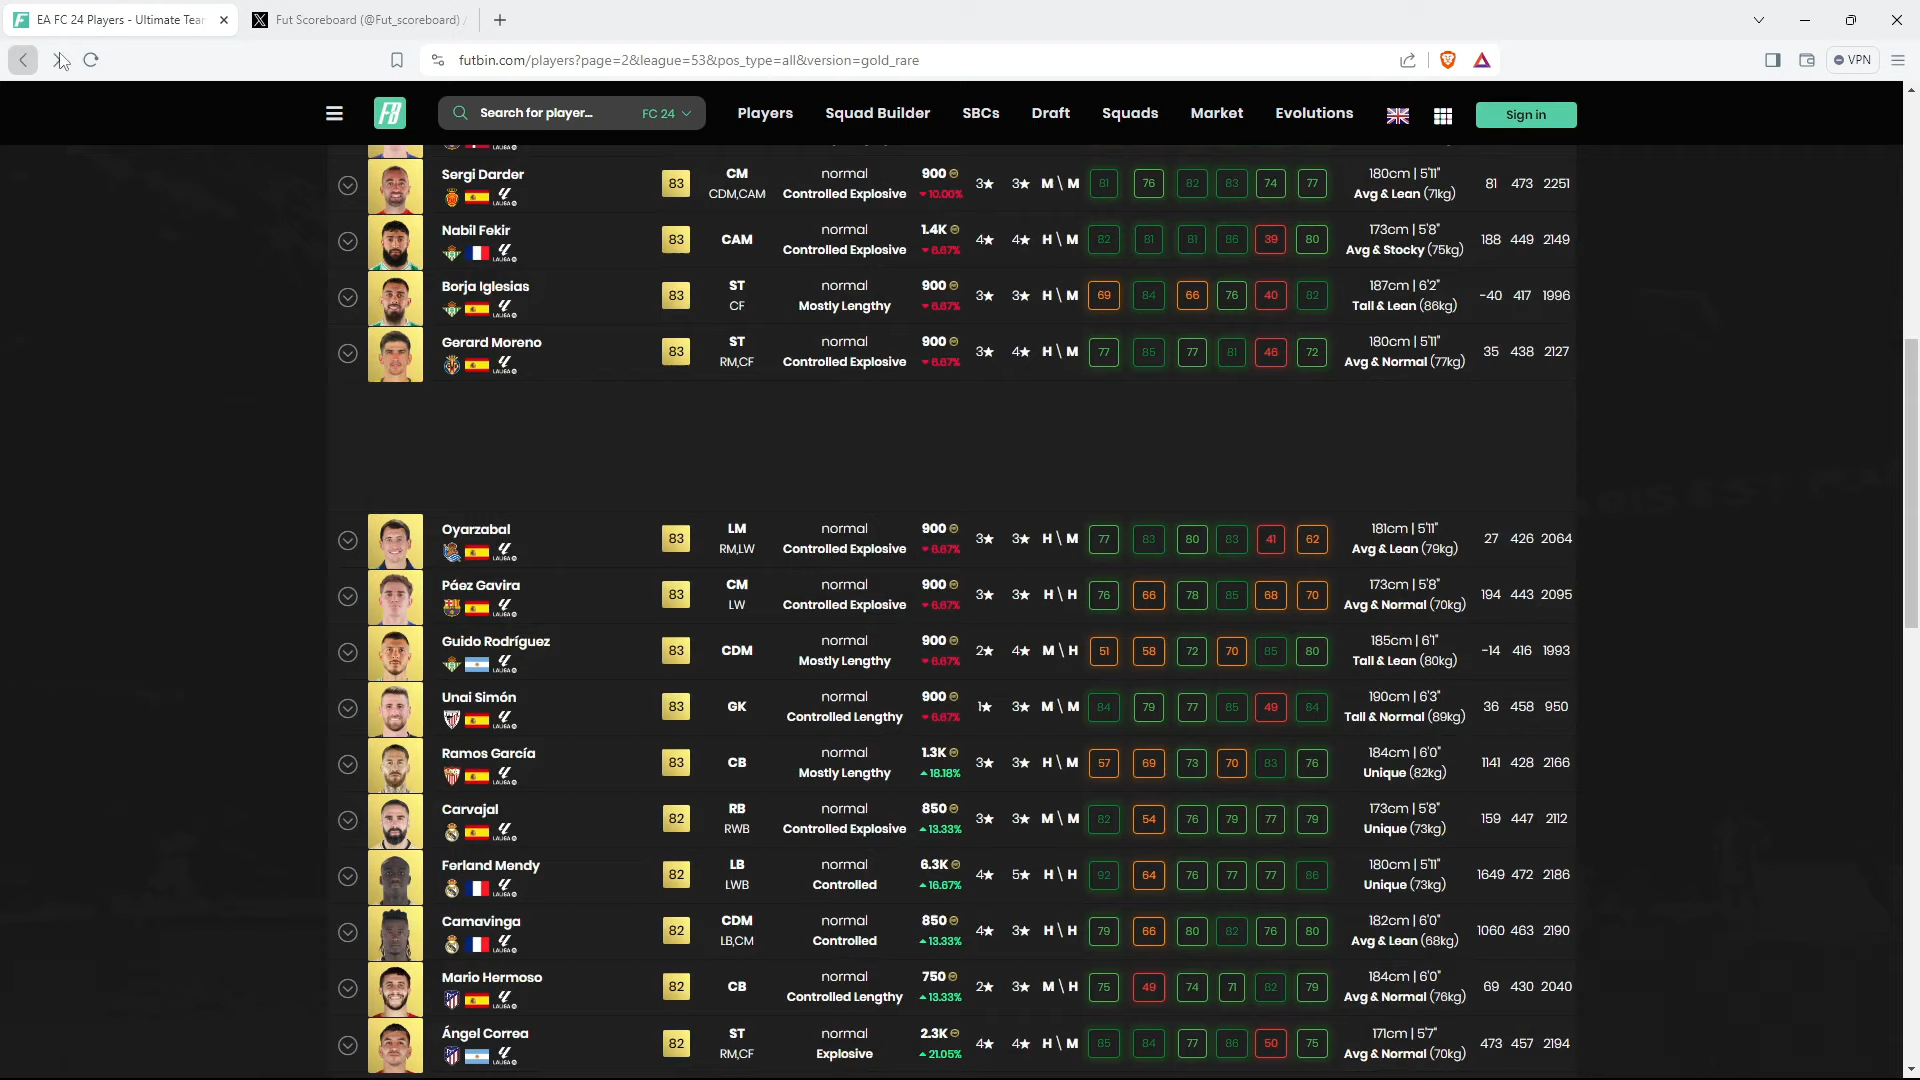 EA FC 24 Players - Ultimate Tear
Fut Scoreboard (@Fut_scoreboard) /
futbin.com/players?page=2&league=53&pos_type=all&version=gold_rare
VPN
FB Search for player... FC 24 Players Squad Builder SBCs Draft Squads Market Evolutions Sign in
Sergi Darder 83 CM normal 900 3★ 3★ M \ M 81 76 82 83 74 77 180cm | 5'11" 81 473 2251
CDM,CAM Controlled Explosive 10.00% Avg & Lean (71kg)
Nabil Fekir 83 CAM normal 1.4K 4★ 4★ H \ M 82 81 81 86 39 80 173cm | 5'8" 188 449 2149
Controlled Explosive 6.67% Avg & Stocky (75kg)
Borja Iglesias 83 ST normal 900 3★ 3★ H \ M 69 84 66 76 40 82 187cm | 6'2" -40 417 1996
CF Mostly Lengthy 6.67% Tall & Lean (86kg)
Gerard Moreno 83 ST normal 900 3★ 4★ H \ M 77 85 77 81 46 72 180cm | 5'11" 35 438 2127
RM,CF Controlled Explosive 6.67% Avg & Normal (77kg)
Oyarzabal 83 LM normal 900 3★ 3★ H \ M 77 83 80 83 41 62 181cm | 5'11" 27 426 2064
RM,LW Controlled Explosive 6.67% Avg & Lean (79kg)
Páez Gavira 83 CM normal 900 3★ 3★ H \ H 76 66 78 85 68 70 173cm | 5'8" 194 443 2095
LW Controlled Explosive 6.67% Avg & Normal (70kg)
Guido Rodríguez 83 CDM normal 900 2★ 4★ M \ H 51 58 72 70 85 80 185cm | 6'1" -14 416 1993
Mostly Lengthy 6.67% Tall & Lean (80kg)
Unai Simón 83 GK normal 900 1★ 3★ M \ M 84 79 77 85 49 84 190cm | 6'3" 36 458 950
Controlled Lengthy 6.67% Tall & Normal (89kg)
Ramos García 83 CB normal 1.3K 3★ 3★ H \ M 57 69 73 70 83 76 184cm | 6'0" 1141 428 2166
Mostly Lengthy 18.18% Unique (82kg)
Carvajal 82 RB normal 850 3★ 3★ M \ M 82 54 76 79 77 79 173cm | 5'8" 159 447 2112
RWB Controlled Explosive 13.33% Unique (73kg)
Ferland Mendy 82 LB normal 6.3K 4★ 5★ H \ H 92 64 76 77 77 86 180cm | 5'11" 1649 472 2186
LWB Controlled 16.67% Unique (73kg)
Camavinga 82 CDM normal 850 4★ 3★ H \ H 79 66 80 82 76 80 182cm | 6'0" 1060 463 2190
LB,CM Controlled 13.33% Avg & Lean (68kg)
Mario Hermoso 82 CB normal 750 2★ 3★ M \ H 75 49 74 71 82 79 184cm | 6'0" 69 430 2040
Controlled Lengthy 13.33% Avg & Normal (76kg)
Ángel Correa 82 ST normal 2.3K 4★ 4★ H \ M 85 84 77 86 50 75 171cm | 5'7" 473 457 2194
RM,CF Explosive 21.05% Avg & Normal (70kg)